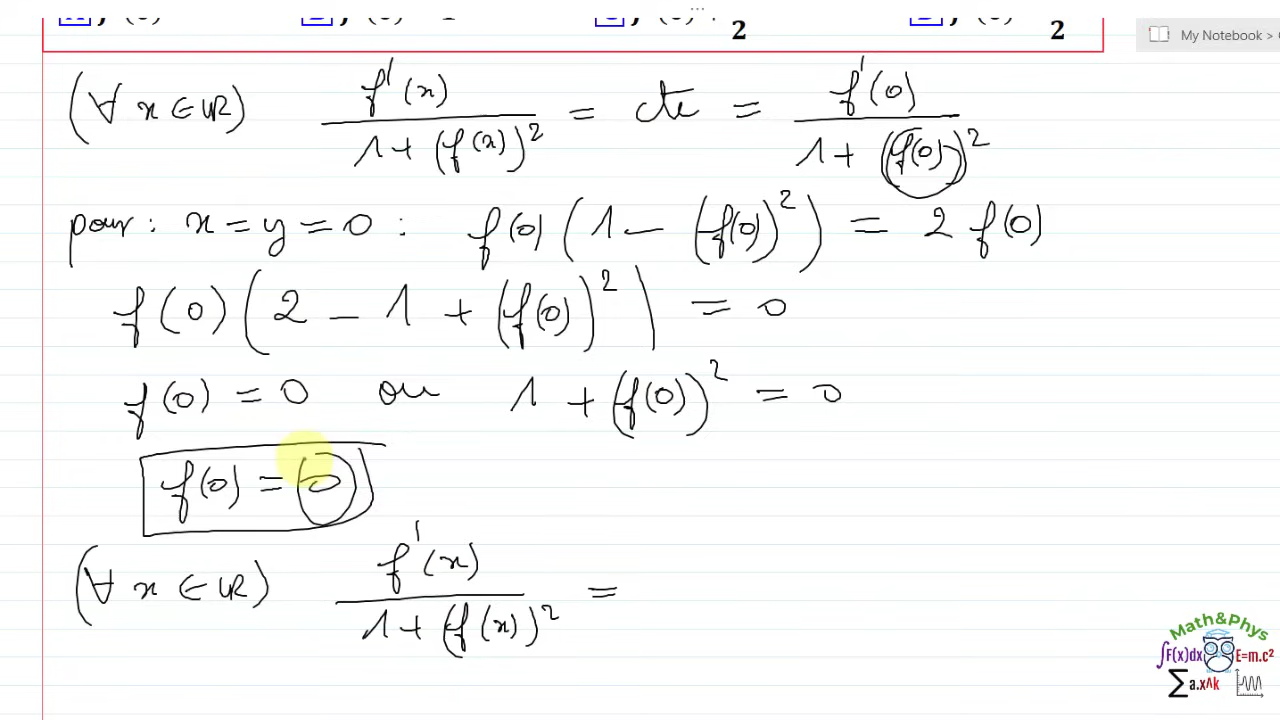 2 2
My Notebook >
(∀ x ∈ ℝ) f'(x) / 1 + (f(x))² = cte = f'(0) / 1 + (f(0))²
pour : x = y = 0 : f(0) (1 − (f(0))²) = 2 f(0)
f(0) (2 − 1 + (f(0))²) = 0
f(0) = 0 ou 1 + (f(0))² = 0
f(0) = 0
(∀ x ∈ ℝ) f'(x) / 1 + (f(x))² =
Math&Phys
∫F(x)dx E=m.c²
∑ a.x∧k